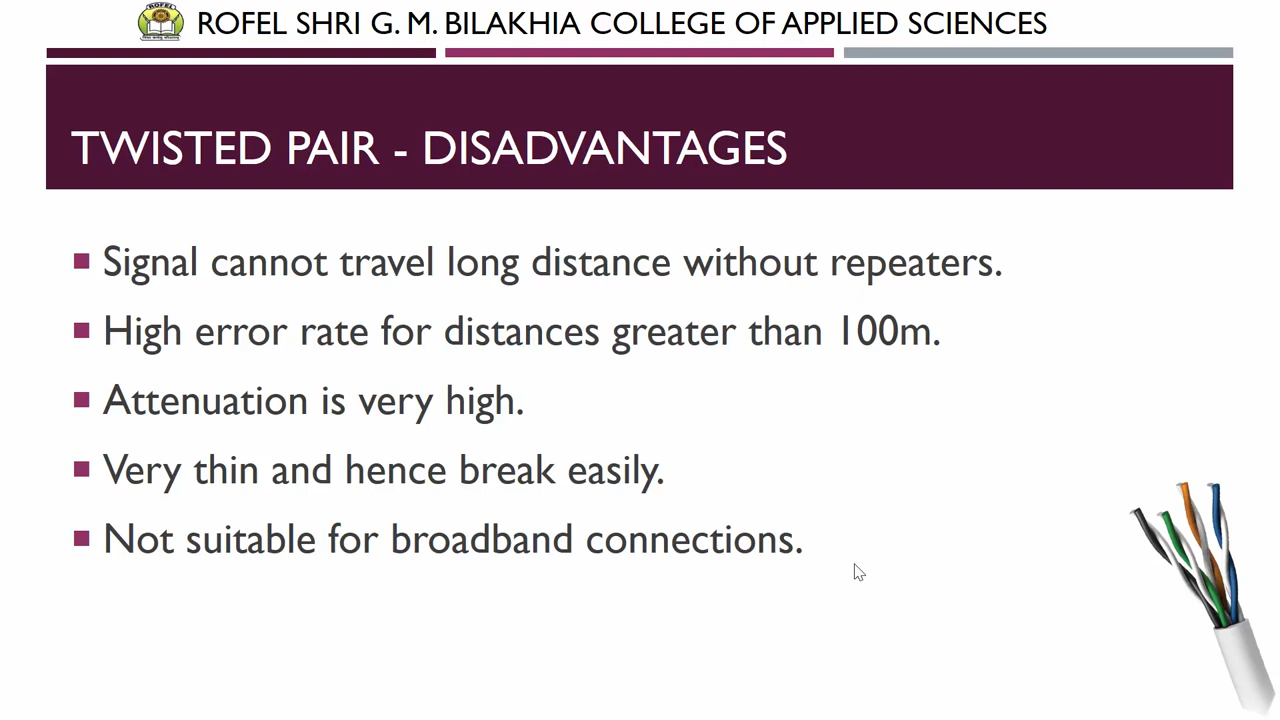 ROFEL
ROFEL SHRI G. M. BILAKHIA COLLEGE OF APPLIED SCIENCES
TWISTED PAIR - DISADVANTAGES
Signal cannot travel long distance without repeaters.
High error rate for distances greater than 100m.
Attenuation is very high.
Very thin and hence break easily.
Not suitable for broadband connections.